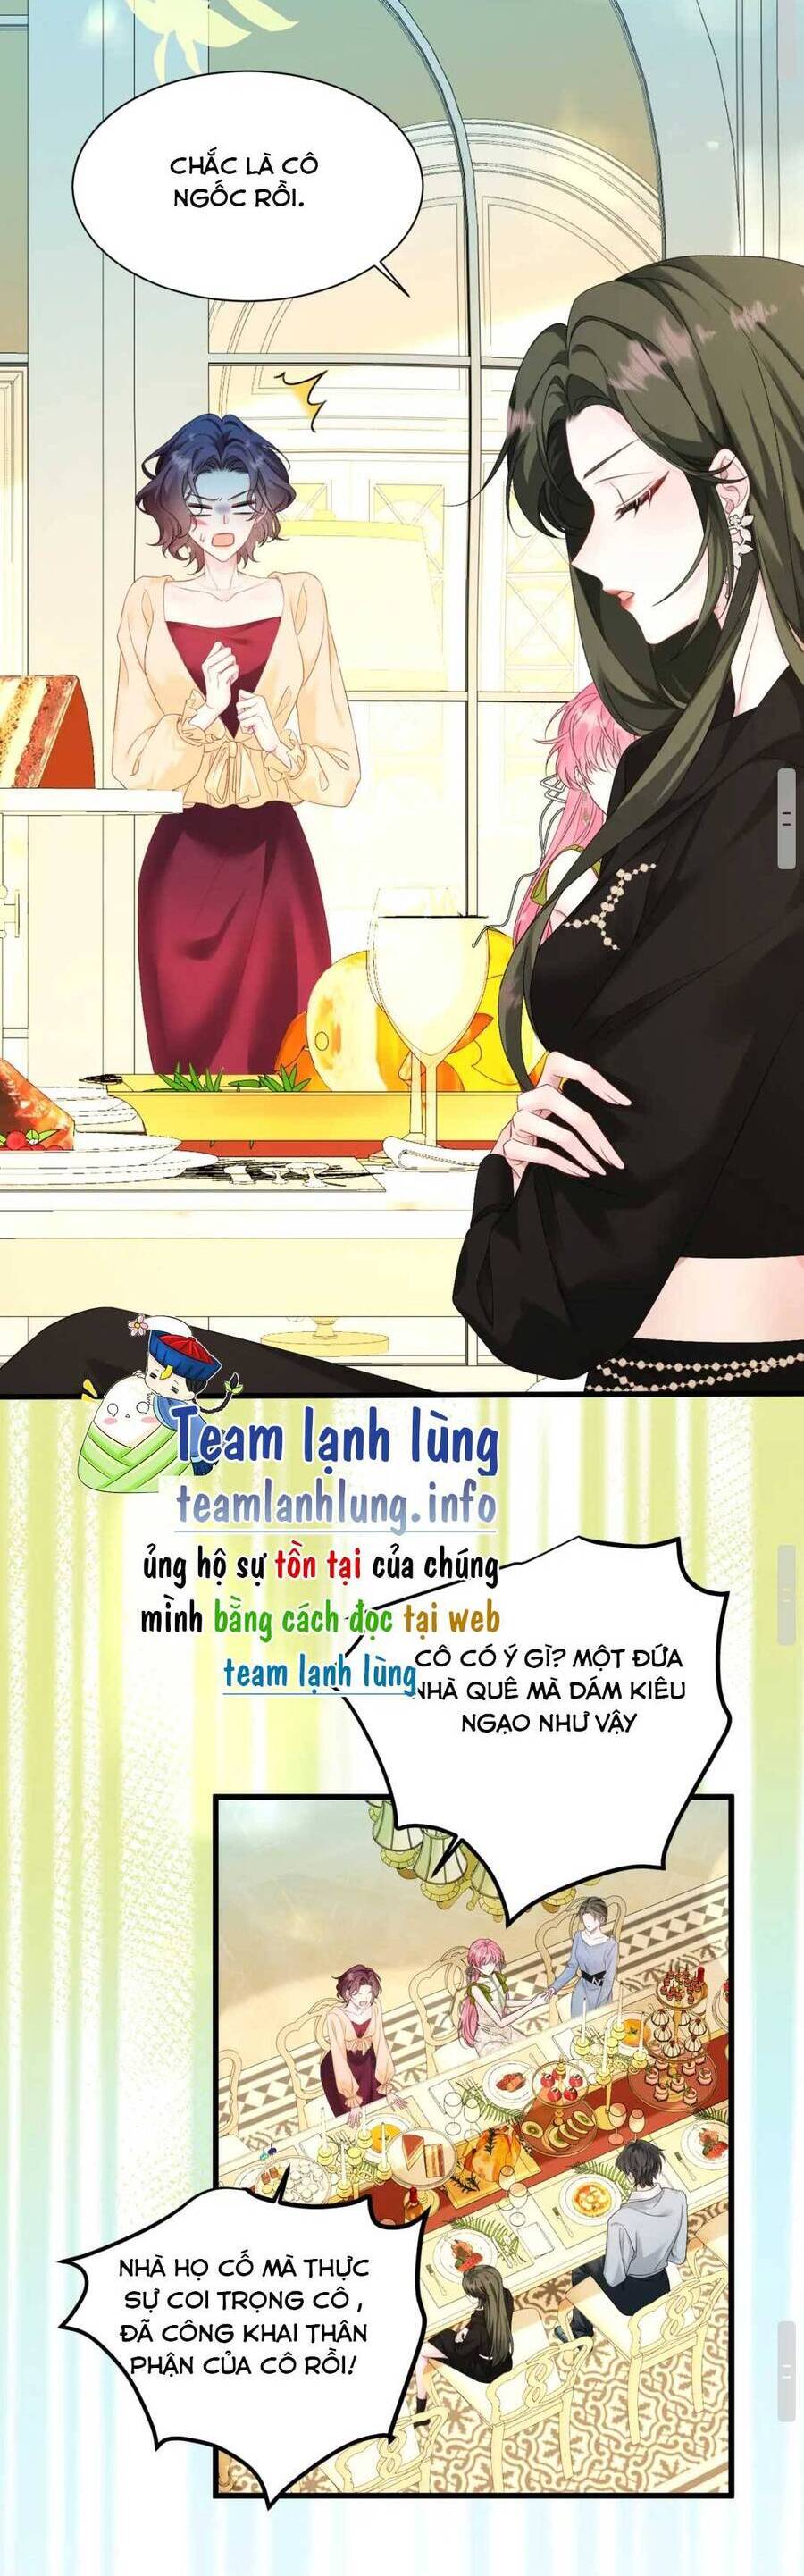 CHẮC LÀ CÔ
NGỐC RỒI.
Team lạnh lùng
teamlanhlung.info
ủng hộ sự tồn tại của chúng
mình bằng cách đọc tại web
team lạnh lùng
CÔ CÓ Ý GÌ? MỘT ĐỨA
NHÀ QUÊ MÀ DÁM KIÊU
NGẠO NHƯ VẬY
NHÀ HỌ CỐ MÀ THỰC
SỰ COI TRỌNG CÔ ,
ĐÃ CÔNG KHAI THÂN
PHẬN CỦA CÔ RỒI!